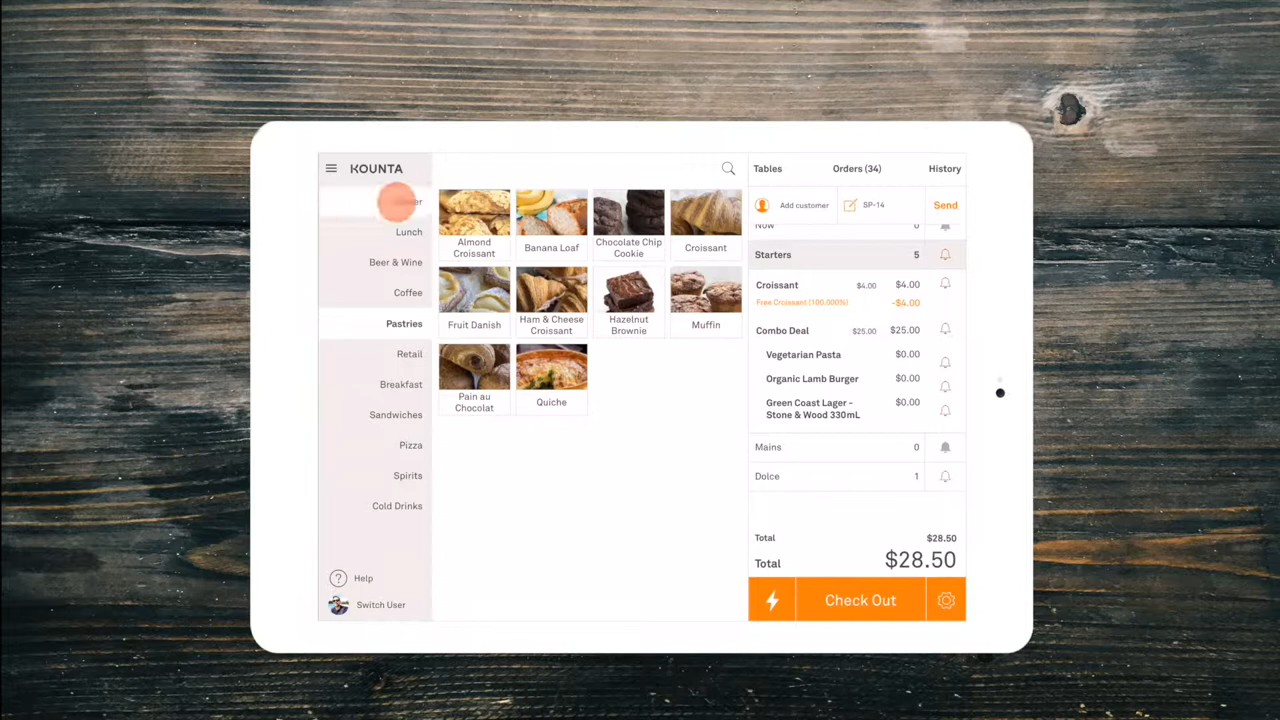 KOUNTA
Lunch
Beer & Wine
Coffee
Pastries
Retail
Breakfast
Sandwiches
Pizza
Spirits
Cold Drinks
Help
Switch User
Almond
Croissant
Banana Loaf
Chocolate Chip
Cookie
Croissant
Fruit Danish
Ham & Cheese
Croissant
Hazelnut
Brownie
Muffin
Pain au
Chocolat
Quiche
Tables Orders (34) History
Add customer SP-14 Send
Now 0
Starters 5
Croissant $4.00 $4.00
Free Croissant (100.000%) -$4.00
Combo Deal $25.00 $25.00
Vegetarian Pasta $0.00
Organic Lamb Burger $0.00
Green Coast Lager - $0.00
Stone & Wood 330mL
Mains 0
Dolce 1
Total $28.50
Total $28.50
Check Out